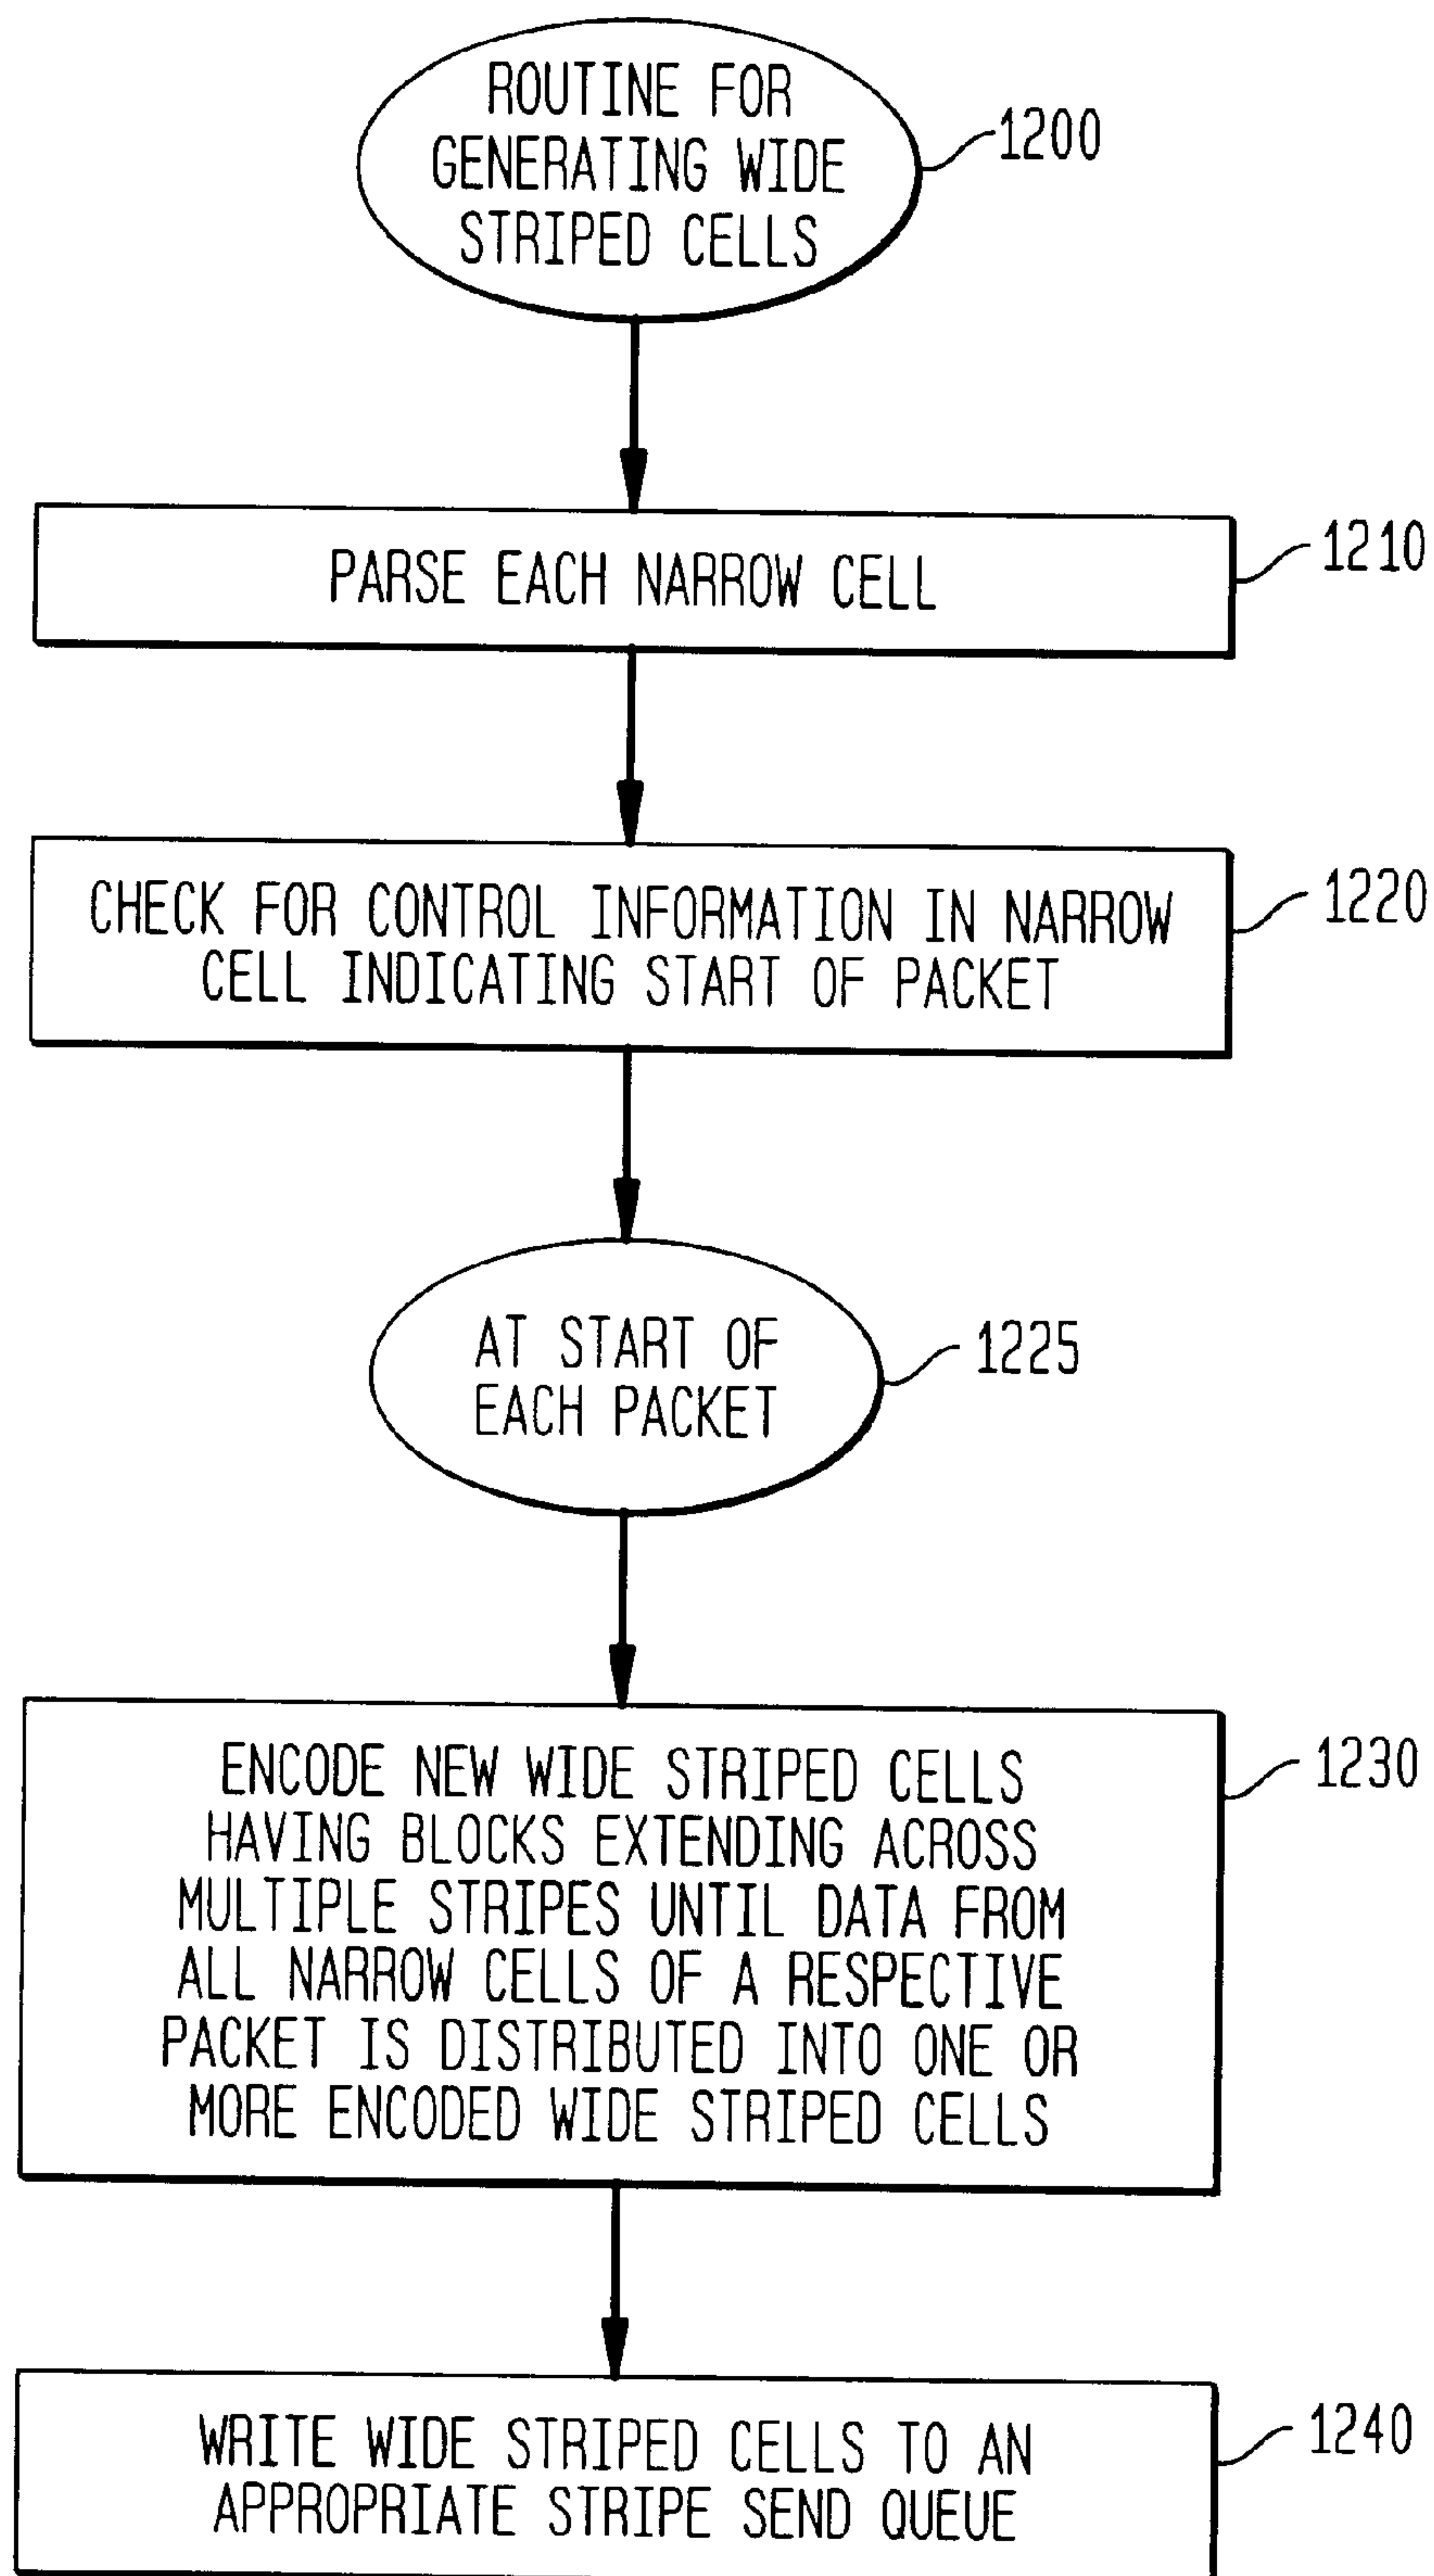 ROUTINE FOR
GENERATING WIDE
STRIPED CELLS
1200
PARSE EACH NARROW CELL
1210
CHECK FOR CONTROL INFORMATION IN NARROW
CELL INDICATING START OF PACKET
1220
AT START OF
EACH PACKET
1225
ENCODE NEW WIDE STRIPED CELLS
HAVING BLOCKS EXTENDING ACROSS
MULTIPLE STRIPES UNTIL DATA FROM
ALL NARROW CELLS OF A RESPECTIVE
PACKET IS DISTRIBUTED INTO ONE OR
MORE ENCODED WIDE STRIPED CELLS
1230
WRITE WIDE STRIPED CELLS TO AN
APPROPRIATE STRIPE SEND QUEUE
1240